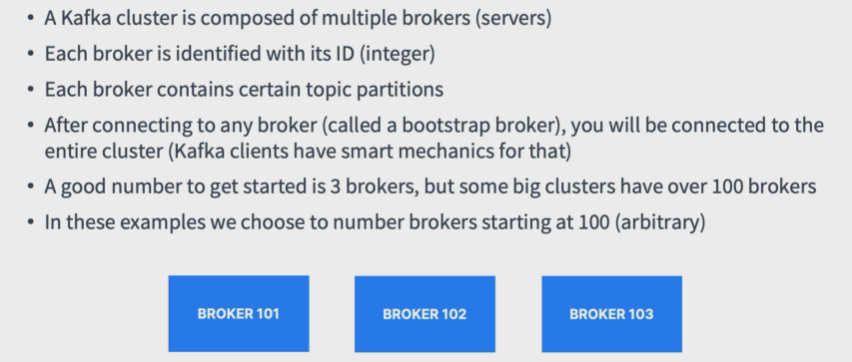 • A Kafka cluster is composed of multiple brokers (servers)
• Each broker is identified with its ID (integer)
• Each broker contains certain topic partitions
• After connecting to any broker (called a bootstrap broker), you will be connected to the
entire cluster (Kafka clients have smart mechanics for that)
• A good number to get started is 3 brokers, but some big clusters have over 100 brokers
• In these examples we choose to number brokers starting at 100 (arbitrary)
BROKER 101
BROKER 102
BROKER 103